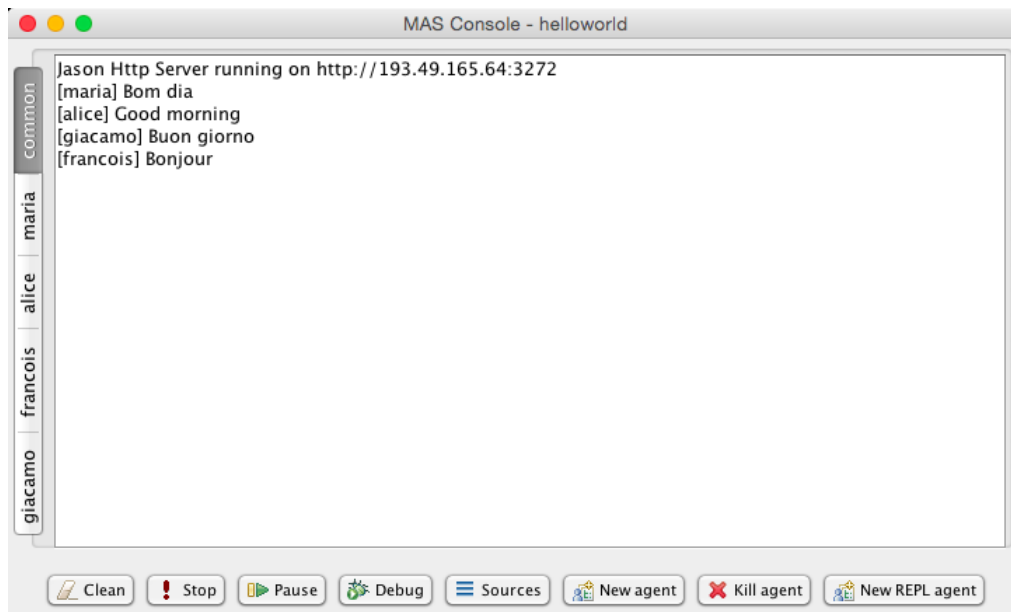 MAS Console - helloworld
common
maria
alice
francois
giacamo
Jason Http Server running on http://193.49.165.64:3272
[maria] Bom dia
[alice] Good morning
[giacamo] Buon giorno
[francois] Bonjour
Clean
Stop
Pause
Debug
Sources
New agent
Kill agent
New REPL agent